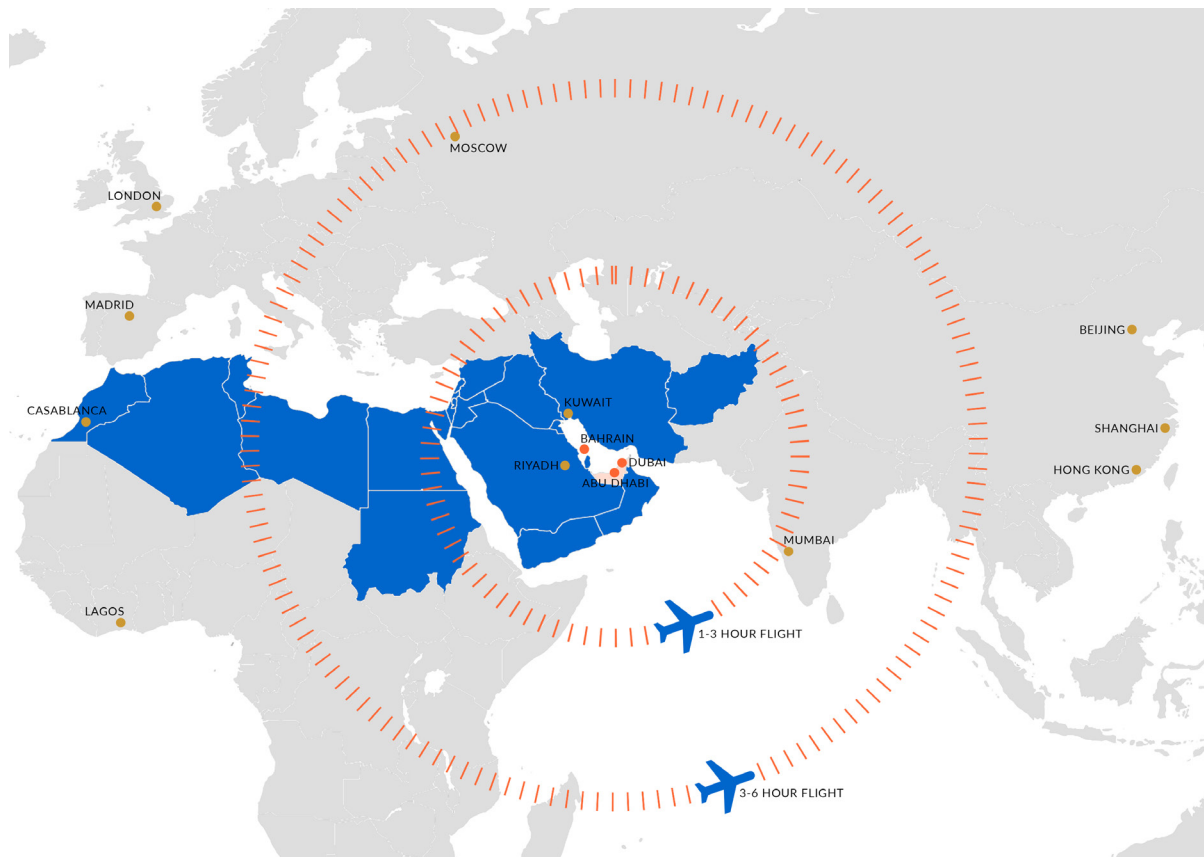 MOSCOW
LONDON
MADRID
BEIJING
KUWAIT
CASABLANCA
SHANGHAI
BAHRAIN
RIYADH
DUBAI
HONG KONG
ABU DHABI
MUMBAI
LAGOS
1-3 HOUR FLIGHT
3-6 HOUR FLIGHT